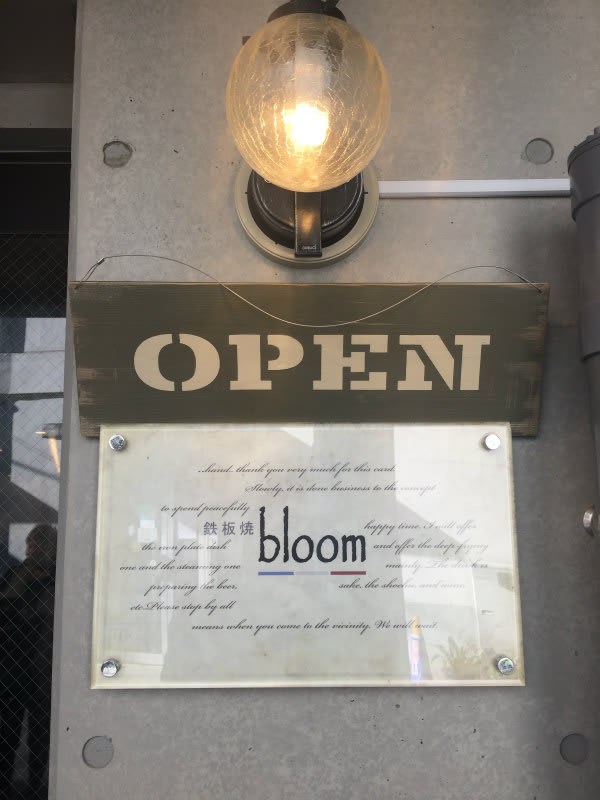 OPEN
..hand. thank you very much for this card.
Slowly, it is done business to the concept
to spend peacefully
鉄板焼 bloom happy time. I will offer
the iron plate dish and offer the deep-frying
one and the steaming one mainly. The drink is
preparing the beer, sake, the shochu, and wine,
etc.Please stop by all
means when you come to the vicinity. We will wait.